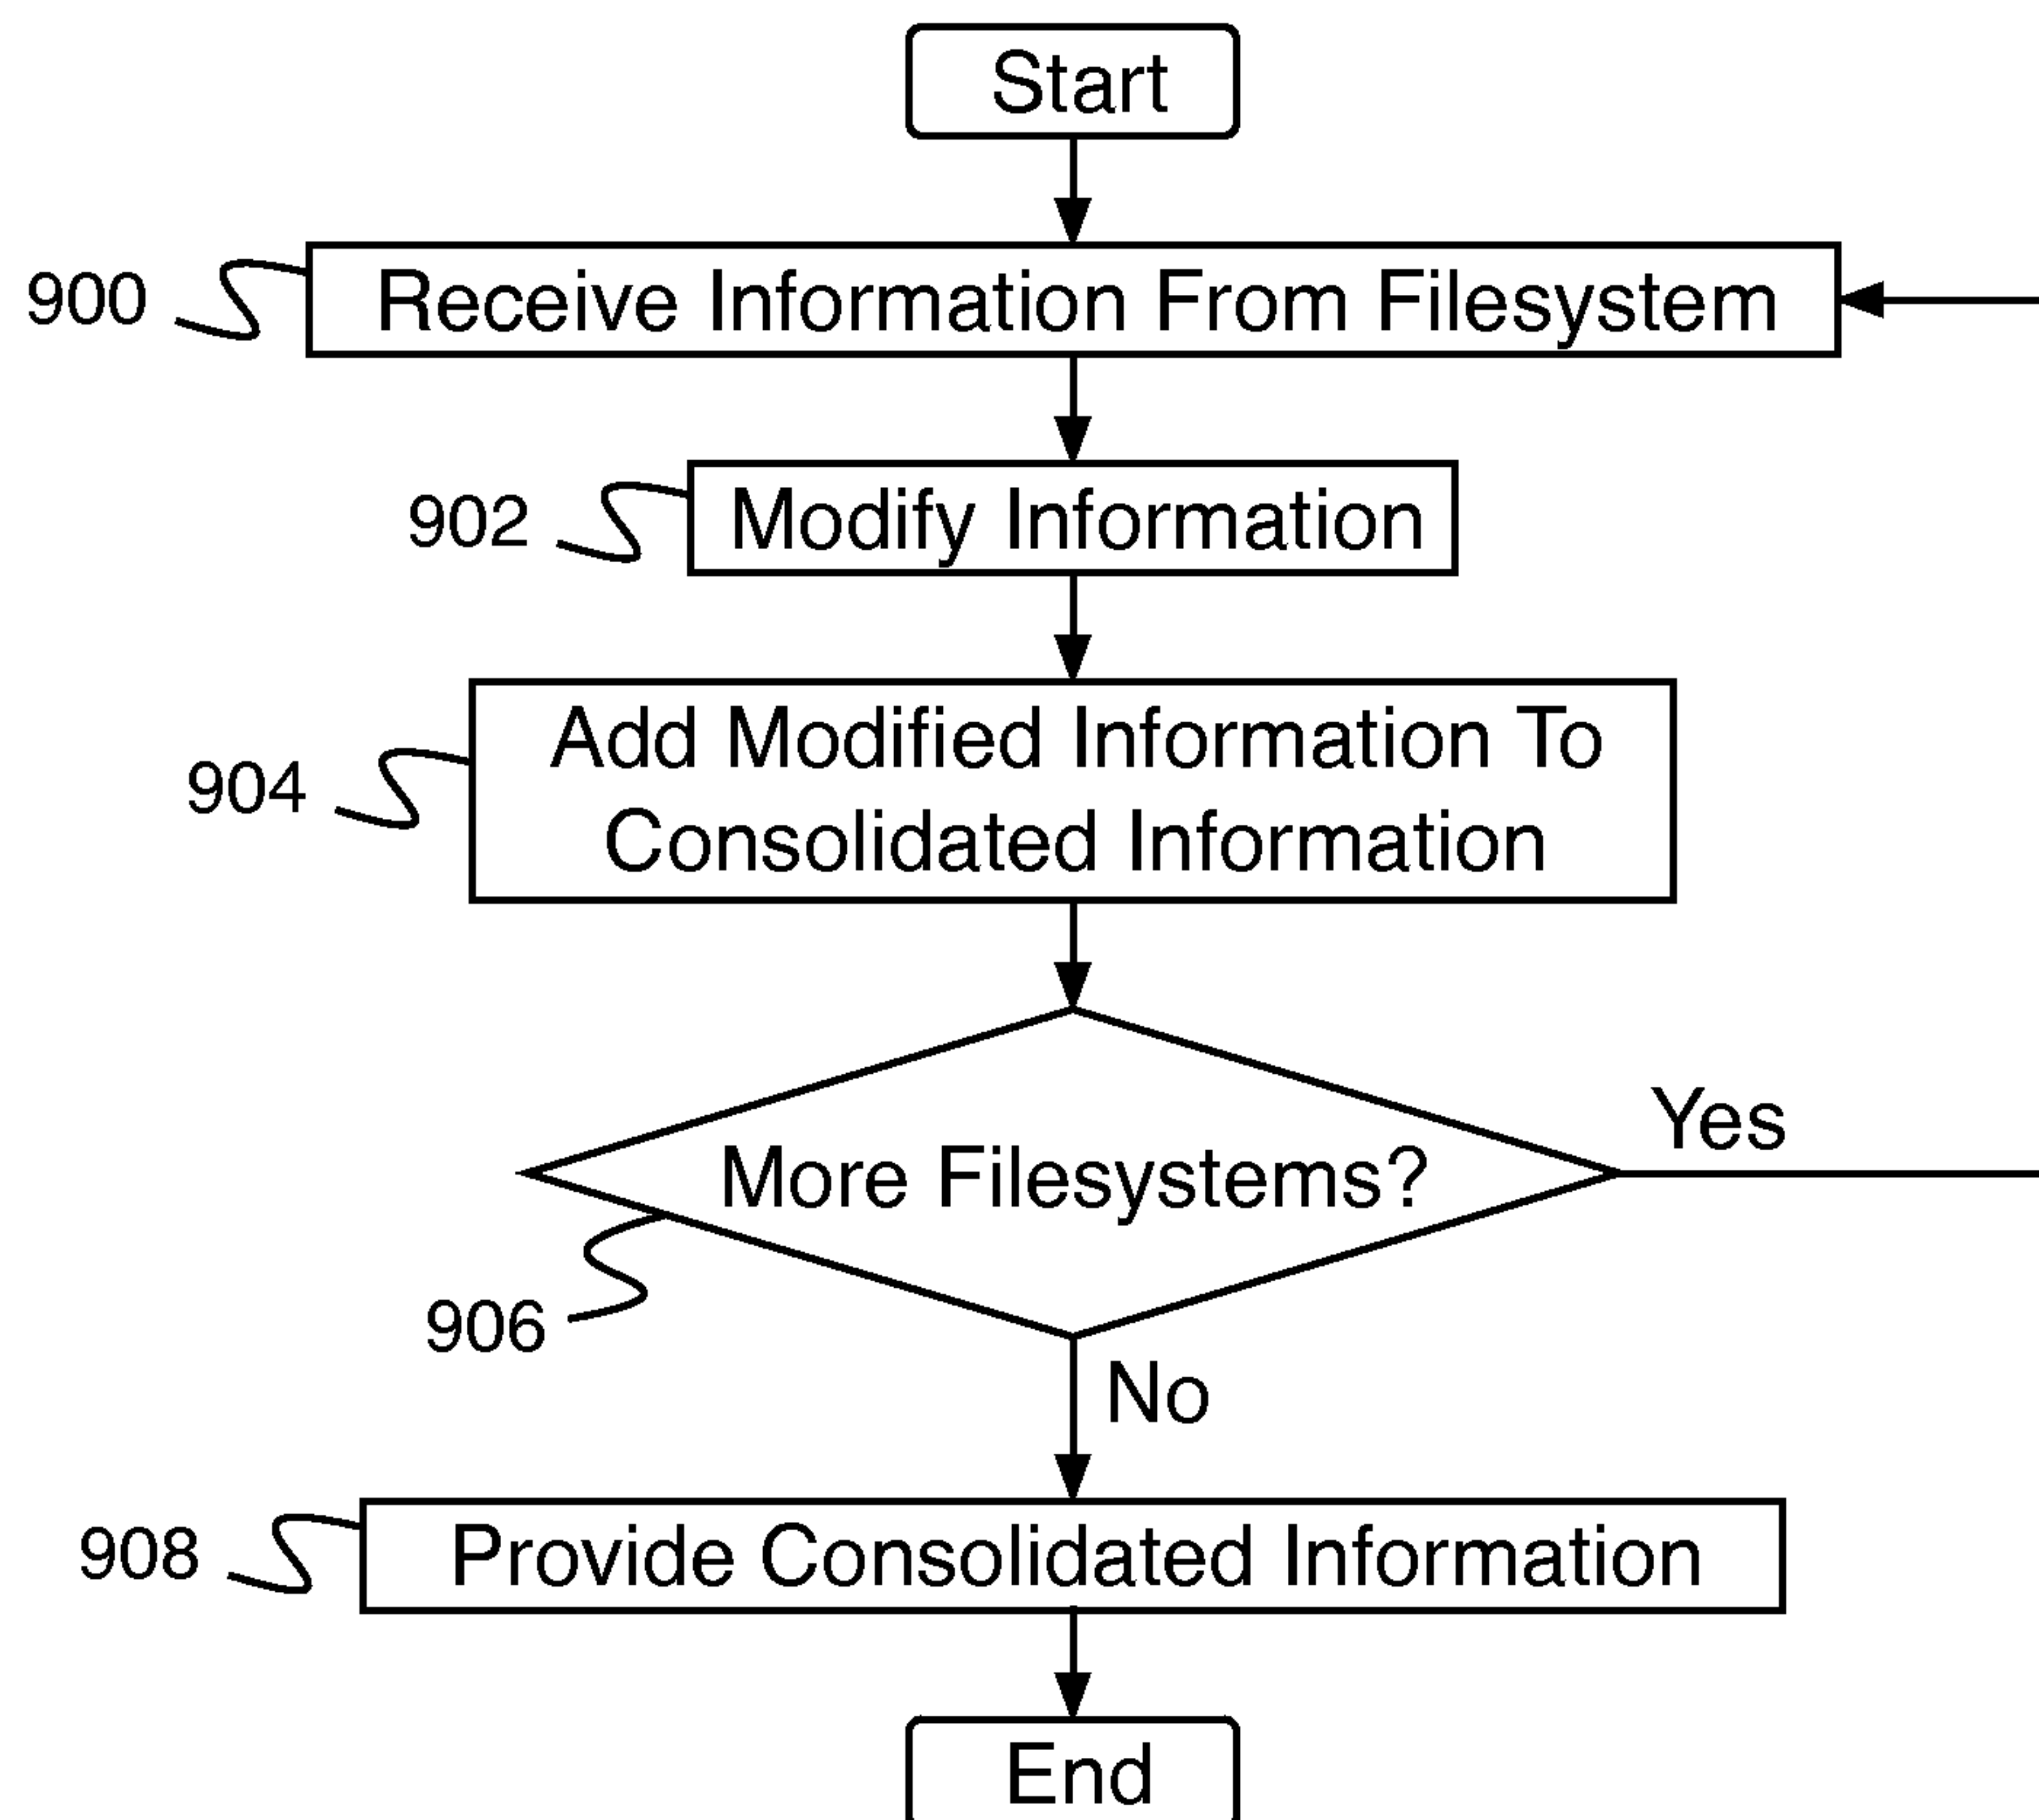 Start
900
Receive Information From Filesystem
902
Modify Information
904
Add Modified Information To
Consolidated Information
Yes
More Filesystems?
906
No
908
Provide Consolidated Information
End